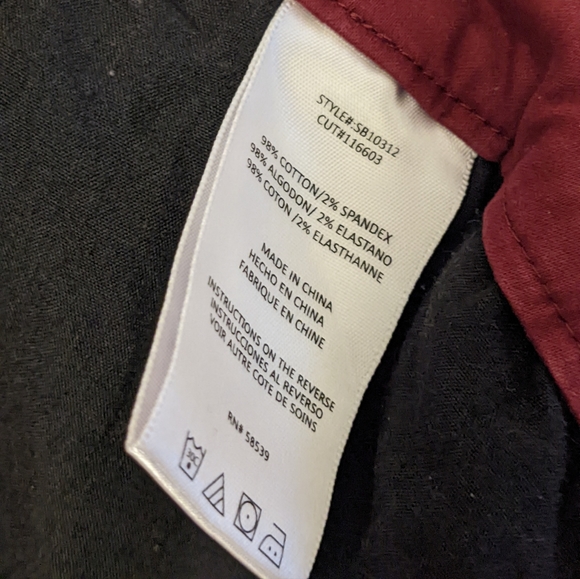 STYLE#:SB10312
CUT#116603
98% COTTON/2% SPANDEX
98% ALGODON/ 2% ELASTANO
98% COTON /2% ELASTHANNE
MADE IN CHINA
HECHO EN CHINA
FABRIQUE EN CHINE
INSTRUCTIONS ON THE REVERSE
INSTRUCCIONES AL REVERSO
VOIR AUTRE COTE DE SOINS
RN# 58539
30C